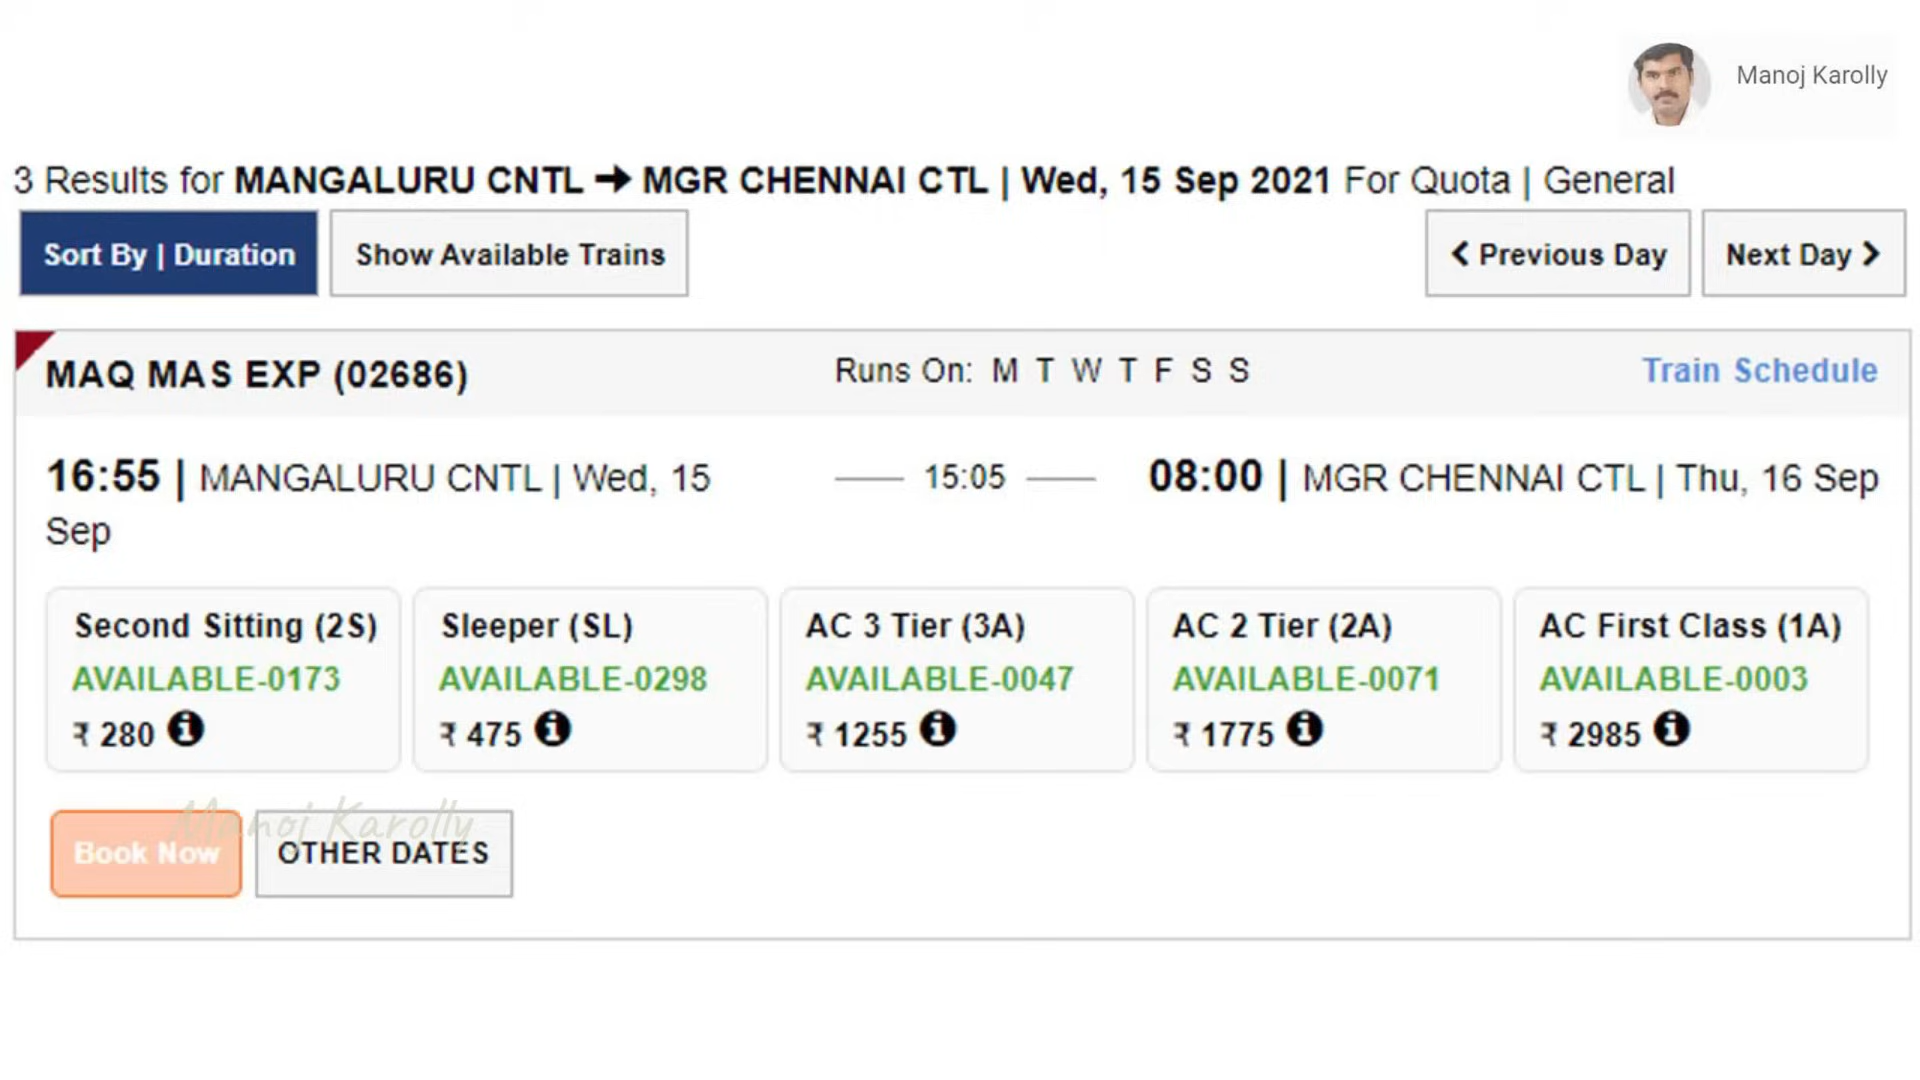 Manoj Karolly
3 Results for MANGALURU CNTL ➔ MGR CHENNAI CTL | Wed, 15 Sep 2021 For Quota | General
Sort By | Duration
Show Available Trains
Previous Day
Next Day
MAQ MAS EXP (02686)
Runs On: M T W T F S S
Train Schedule
16:55 | MANGALURU CNTL | Wed, 15
Sep
15:05
08:00 | MGR CHENNAI CTL | Thu, 16 Sep
Second Sitting (2S)
AVAILABLE-0173
₹ 280
Sleeper (SL)
AVAILABLE-0298
₹ 475
AC 3 Tier (3A)
AVAILABLE-0047
₹ 1255
AC 2 Tier (2A)
AVAILABLE-0071
₹ 1775
AC First Class (1A)
AVAILABLE-0003
₹ 2985
Manoj Karolly
Book Now
OTHER DATES